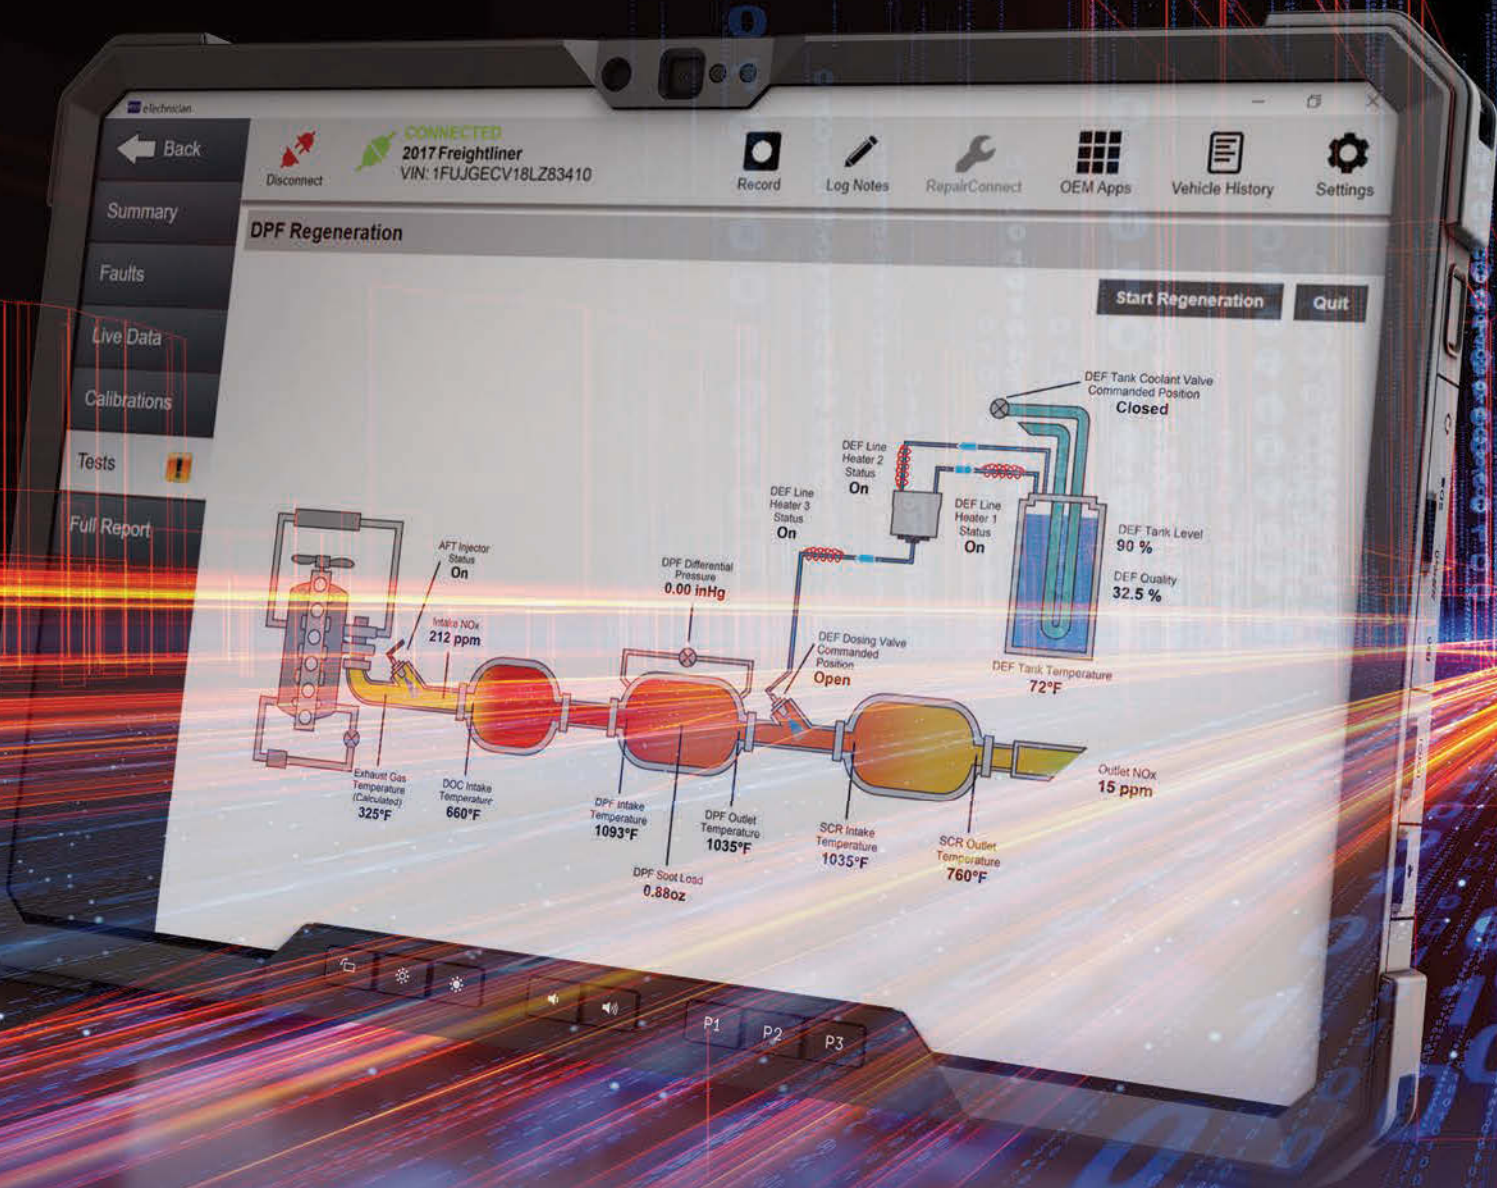 eTechnician
Back
Summary
Faults
Live Data
Calibrations
Tests
Full Report
Disconnect
CONNECTED
2017 Freightliner
VIN: 1FUJGECV18LZ83410
Record
Log Notes
RepairConnect
OEM Apps
Vehicle History
Settings
DPF Regeneration
Start Regeneration
Quit
DEF Tank Coolant Valve
Commanded Position
Closed
DEF Line
Heater 2
Status
On
DEF Line
Heater 3
Status
On
DEF Line
Heater 1
Status
On
DEF Tank Level
90 %
DEF Quality
32.5 %
DEF Tank Temperature
72°F
AFT Injector
Status
On
Intake NOx
212 ppm
DPF Differential
Pressure
0.00 inHg
DEF Dosing Valve
Commanded
Position
Open
Exhaust Gas
Temperature
(Calculated)
325°F
DOC Intake
Temperature
660°F
DPF Intake
Temperature
1093°F
DPF Soot Load
0.88oz
DPF Outlet
Temperature
1035°F
SCR Intake
Temperature
1035°F
SCR Outlet
Temperature
760°F
Outlet NOx
15 ppm
P1
P2
P3